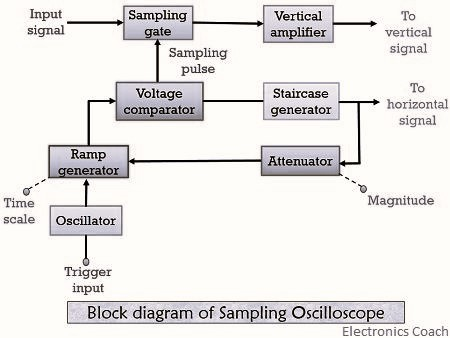 Input
signal
Sampling
gate
Vertical
amplifier
To
vertical
signal
Sampling
pulse
Voltage
comparator
Staircase
generator
To
horizontal
signal
Ramp
generator
Attenuator
Time
scale
Magnitude
Oscillator
Trigger
input
Block diagram of Sampling Oscilloscope
Electronics Coach